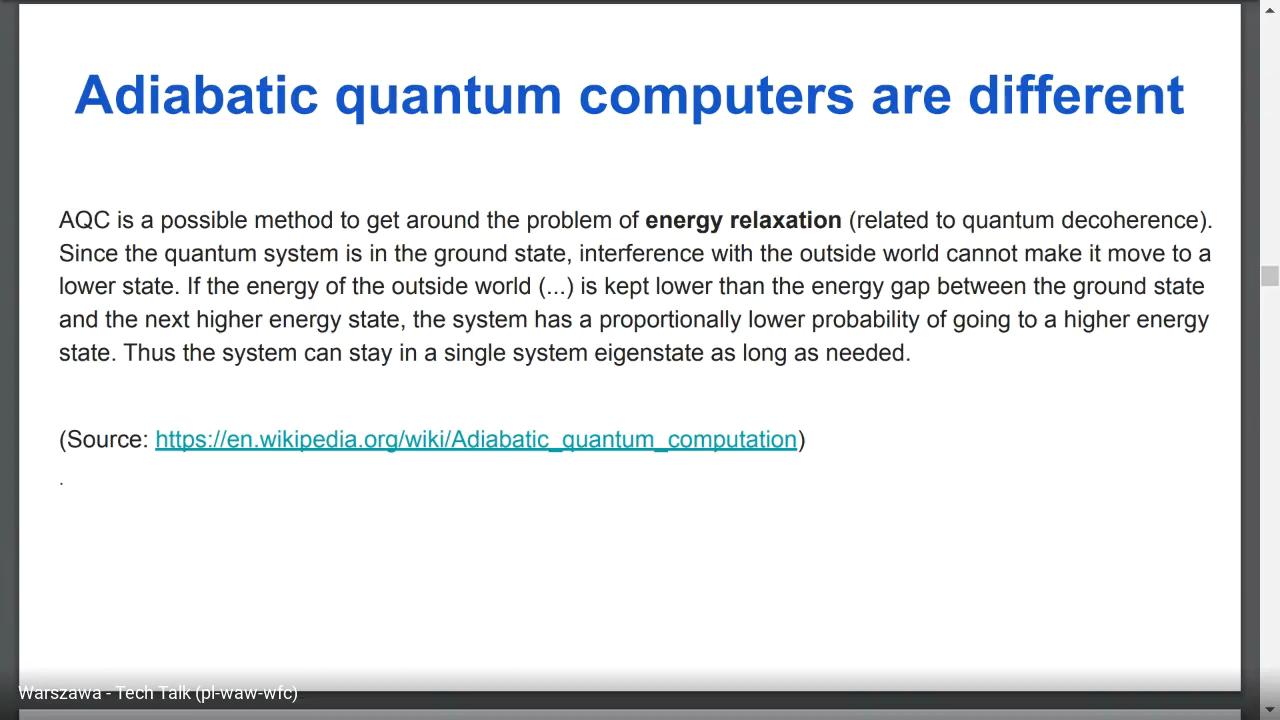 Adiabatic quantum computers are different
AQC is a possible method to get around the problem of energy relaxation (related to quantum decoherence).
Since the quantum system is in the ground state, interference with the outside world cannot make it move to a
lower state. If the energy of the outside world (...) is kept lower than the energy gap between the ground state
and the next higher energy state, the system has a proportionally lower probability of going to a higher energy
state. Thus the system can stay in a single system eigenstate as long as needed.
(Source: https://en.wikipedia.org/wiki/Adiabatic_quantum_computation)
.
Warszawa - Tech Talk (pl-waw-wfc)